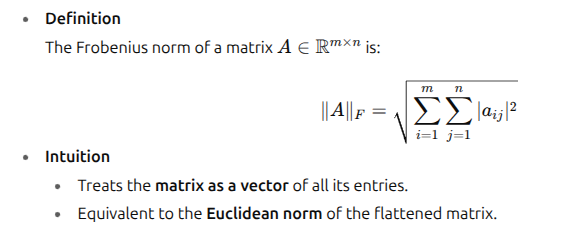 • Definition
The Frobenius norm of a matrix $A \in \mathbb{R}^{m \times n}$ is:
$$\|A\|_F = \sqrt{\sum_{i=1}^{m} \sum_{j=1}^{n} |a_{ij}|^2}$$
• Intuition
• Treats the matrix as a vector of all its entries.
• Equivalent to the Euclidean norm of the flattened matrix.